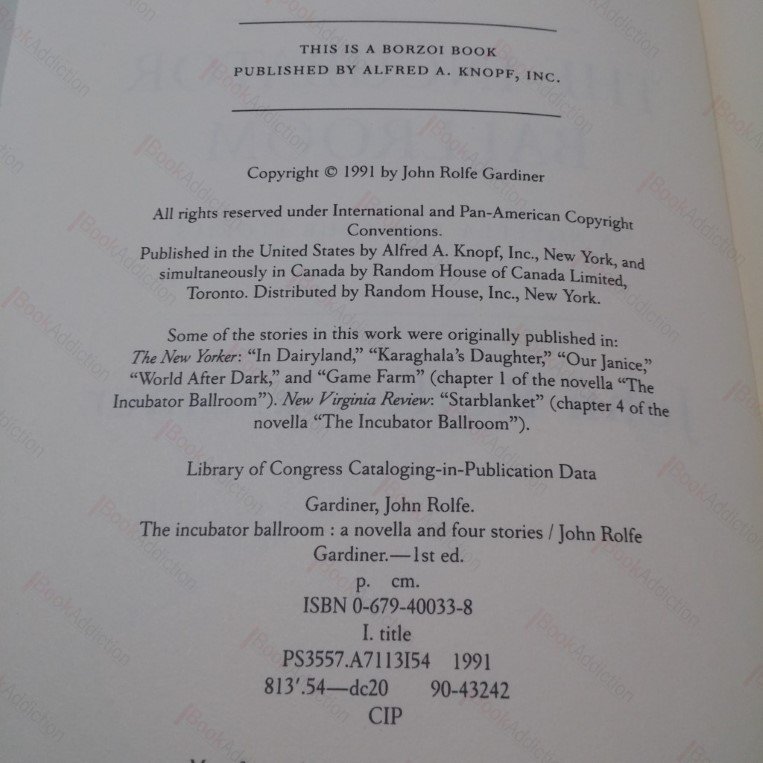 THIS IS A BORZOI BOOK
PUBLISHED BY ALFRED A. KNOPF, INC.
Copyright © 1991 by John Rolfe Gardiner
All rights reserved under International and Pan-American Copyright
Conventions.
Published in the United States by Alfred A. Knopf, Inc., New York, and
simultaneously in Canada by Random House of Canada Limited,
Toronto. Distributed by Random House, Inc., New York.
Some of the stories in this work were originally published in:
The New Yorker: “In Dairyland,” “Karaghala’s Daughter,” “Our Janice,”
“World After Dark,” and “Game Farm” (chapter 1 of the novella “The
Incubator Ballroom”). New Virginia Review: “Starblanket” (chapter 4 of the
novella “The Incubator Ballroom”).
Library of Congress Cataloging-in-Publication Data
Gardiner, John Rolfe.
The incubator ballroom : a novella and four stories / John Rolfe
Gardiner.—1st ed.
p. cm.
ISBN 0-679-40033-8
I. title
PS3557.A7113I54 1991
813'.54—dc20 90-43242
CIP
BookAddiction